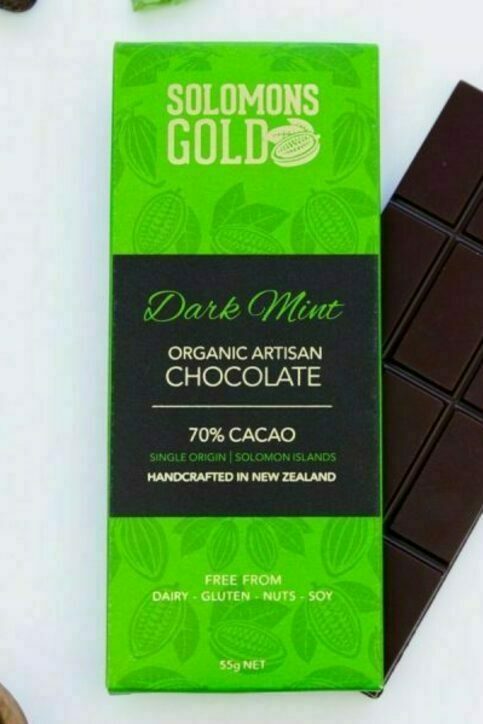 SOLOMONS
GOLD
Dark Mint
ORGANIC ARTISAN
CHOCOLATE
70% CACAO
SINGLE ORIGIN | SOLOMON ISLANDS
HANDCRAFTED IN NEW ZEALAND
FREE FROM
DAIRY - GLUTEN - NUTS - SOY
55g NET